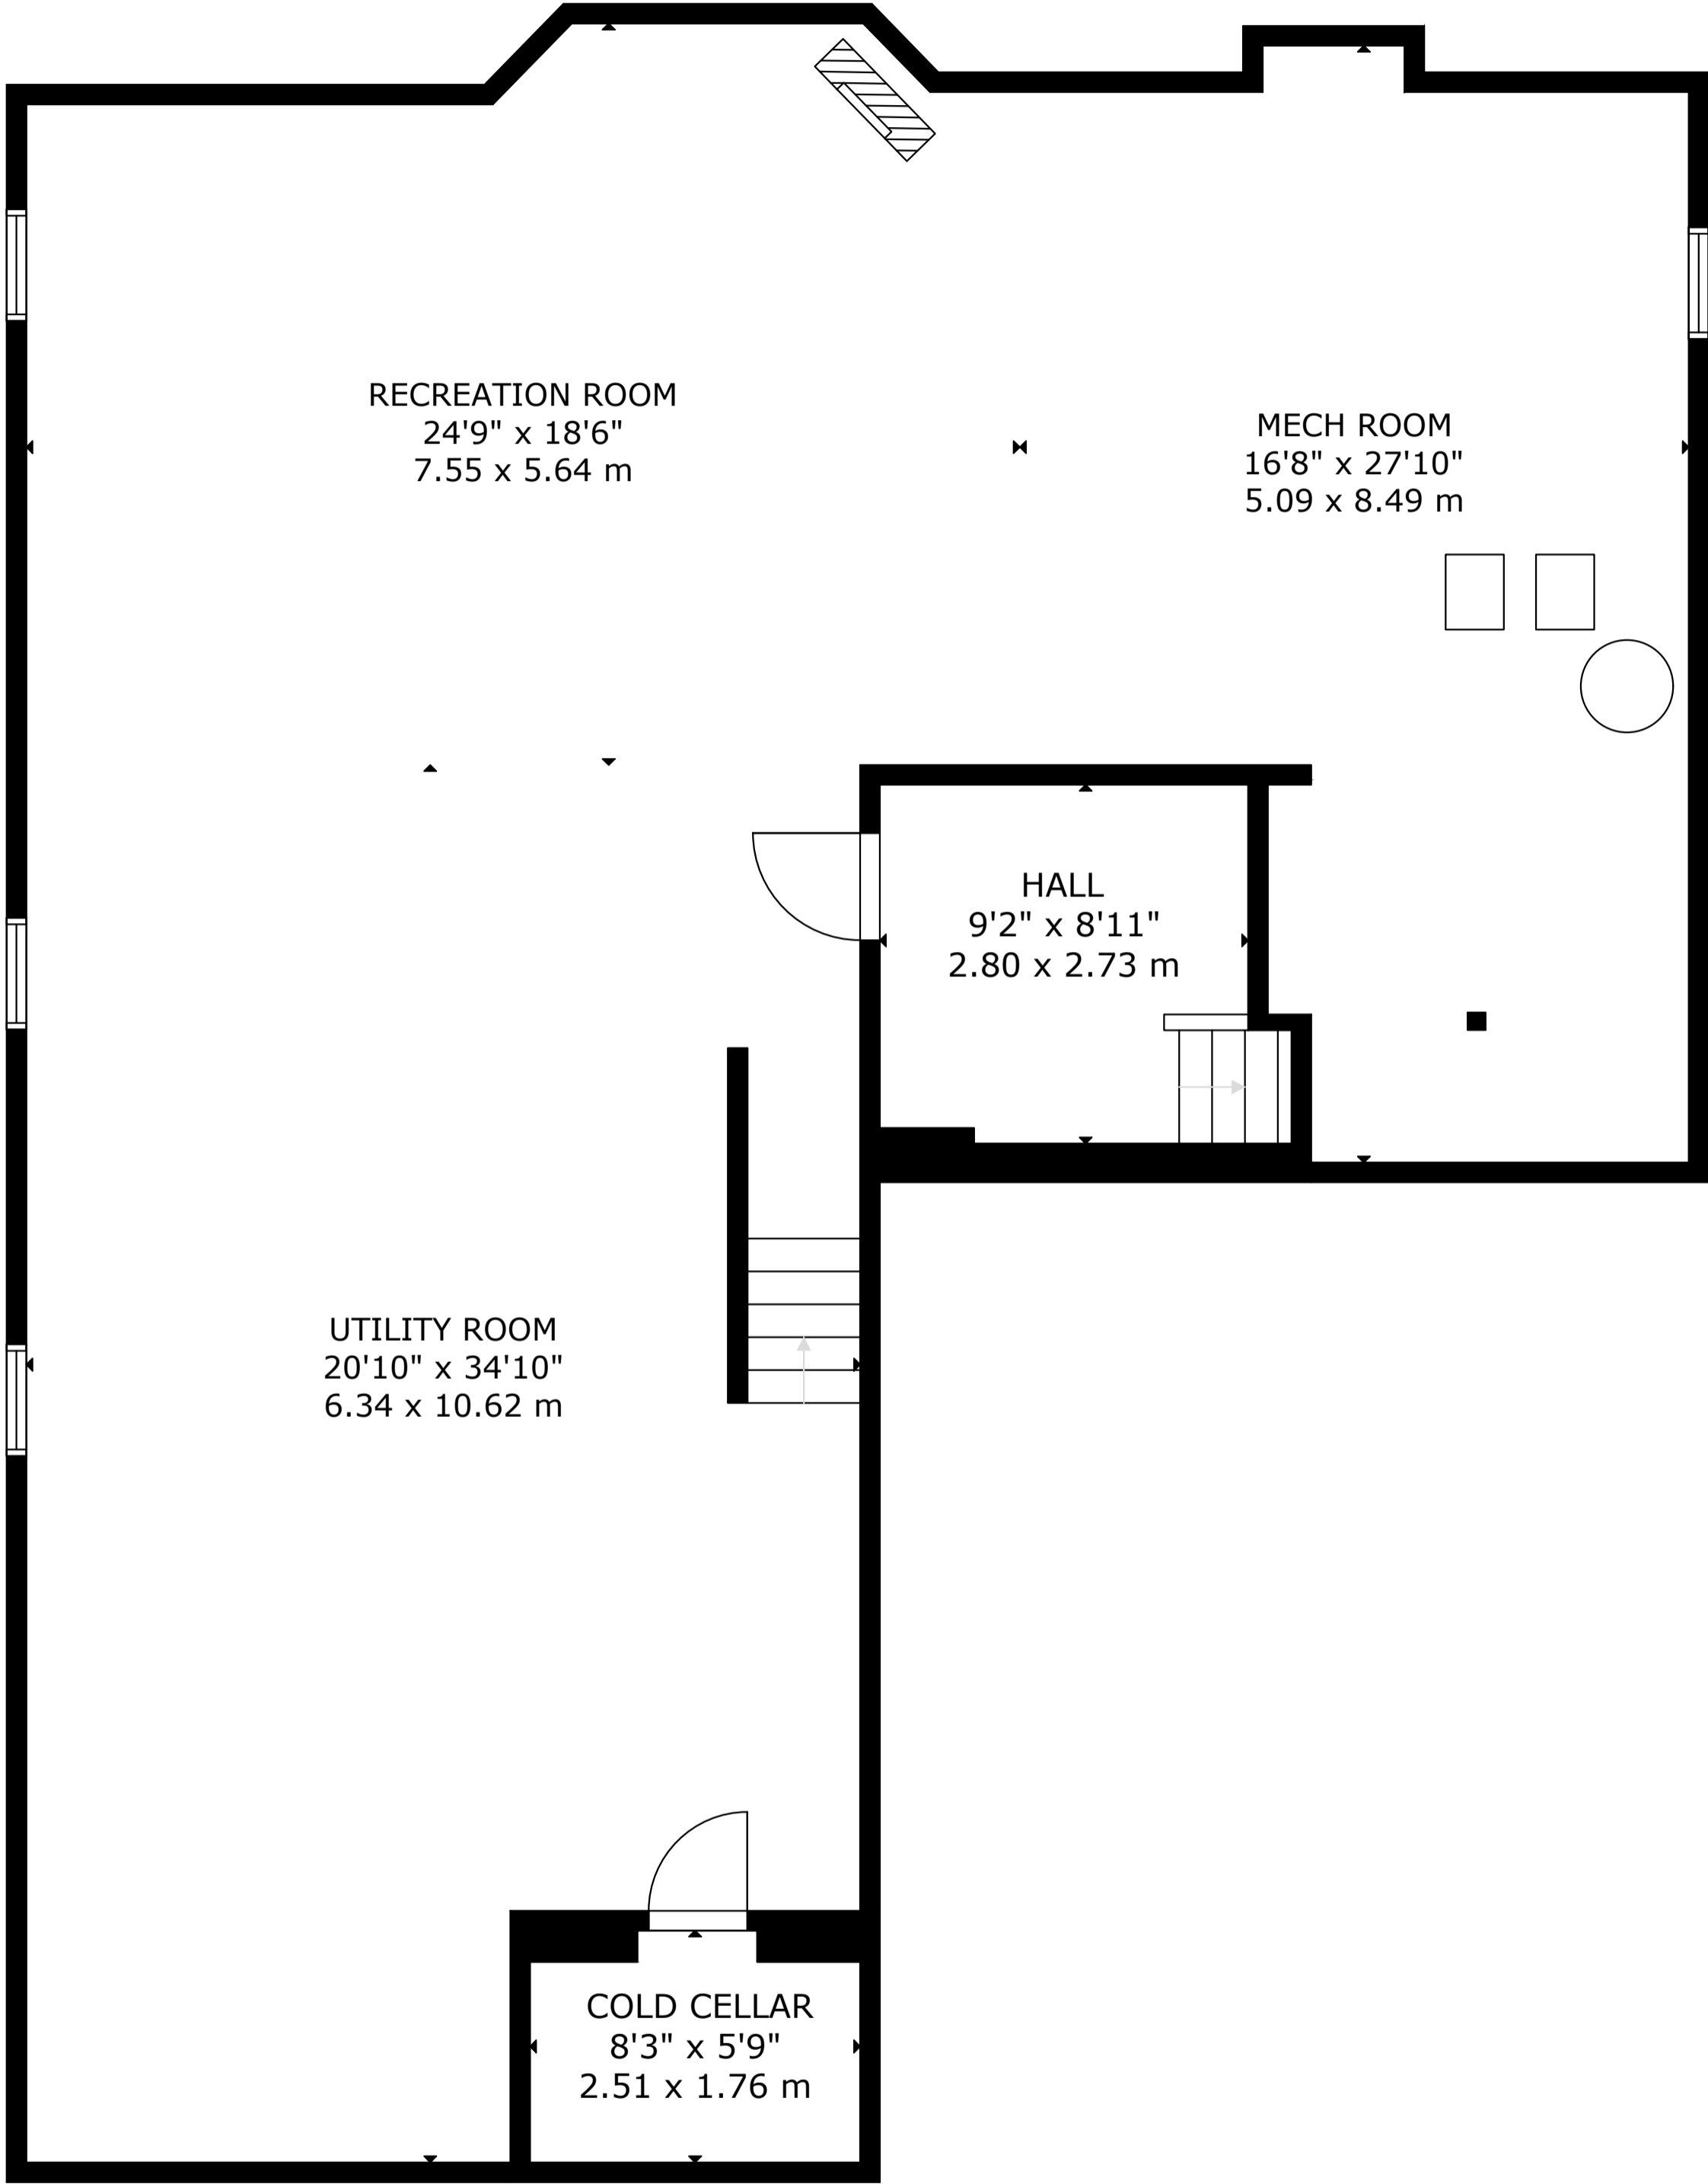 RECREATION ROOM
24'9" x 18'6"
7.55 x 5.64 m
MECH ROOM
16'8" x 27'10"
5.09 x 8.49 m
HALL
9'2" x 8'11"
2.80 x 2.73 m
UTILITY ROOM
20'10" x 34'10"
6.34 x 10.62 m
COLD CELLAR
8'3" x 5'9"
2.51 x 1.76 m